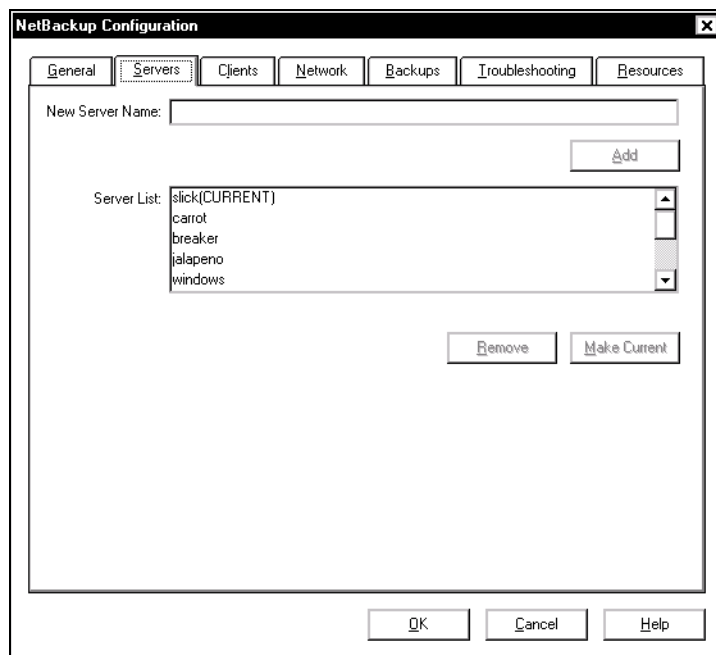 NetBackup Configuration
General Servers Clients Network Backups Troubleshooting Resources
New Server Name:
Add
Server List: slick(CURRENT)
carrot
breaker
jalapeno
windows
Remove Make Current
OK Cancel Help